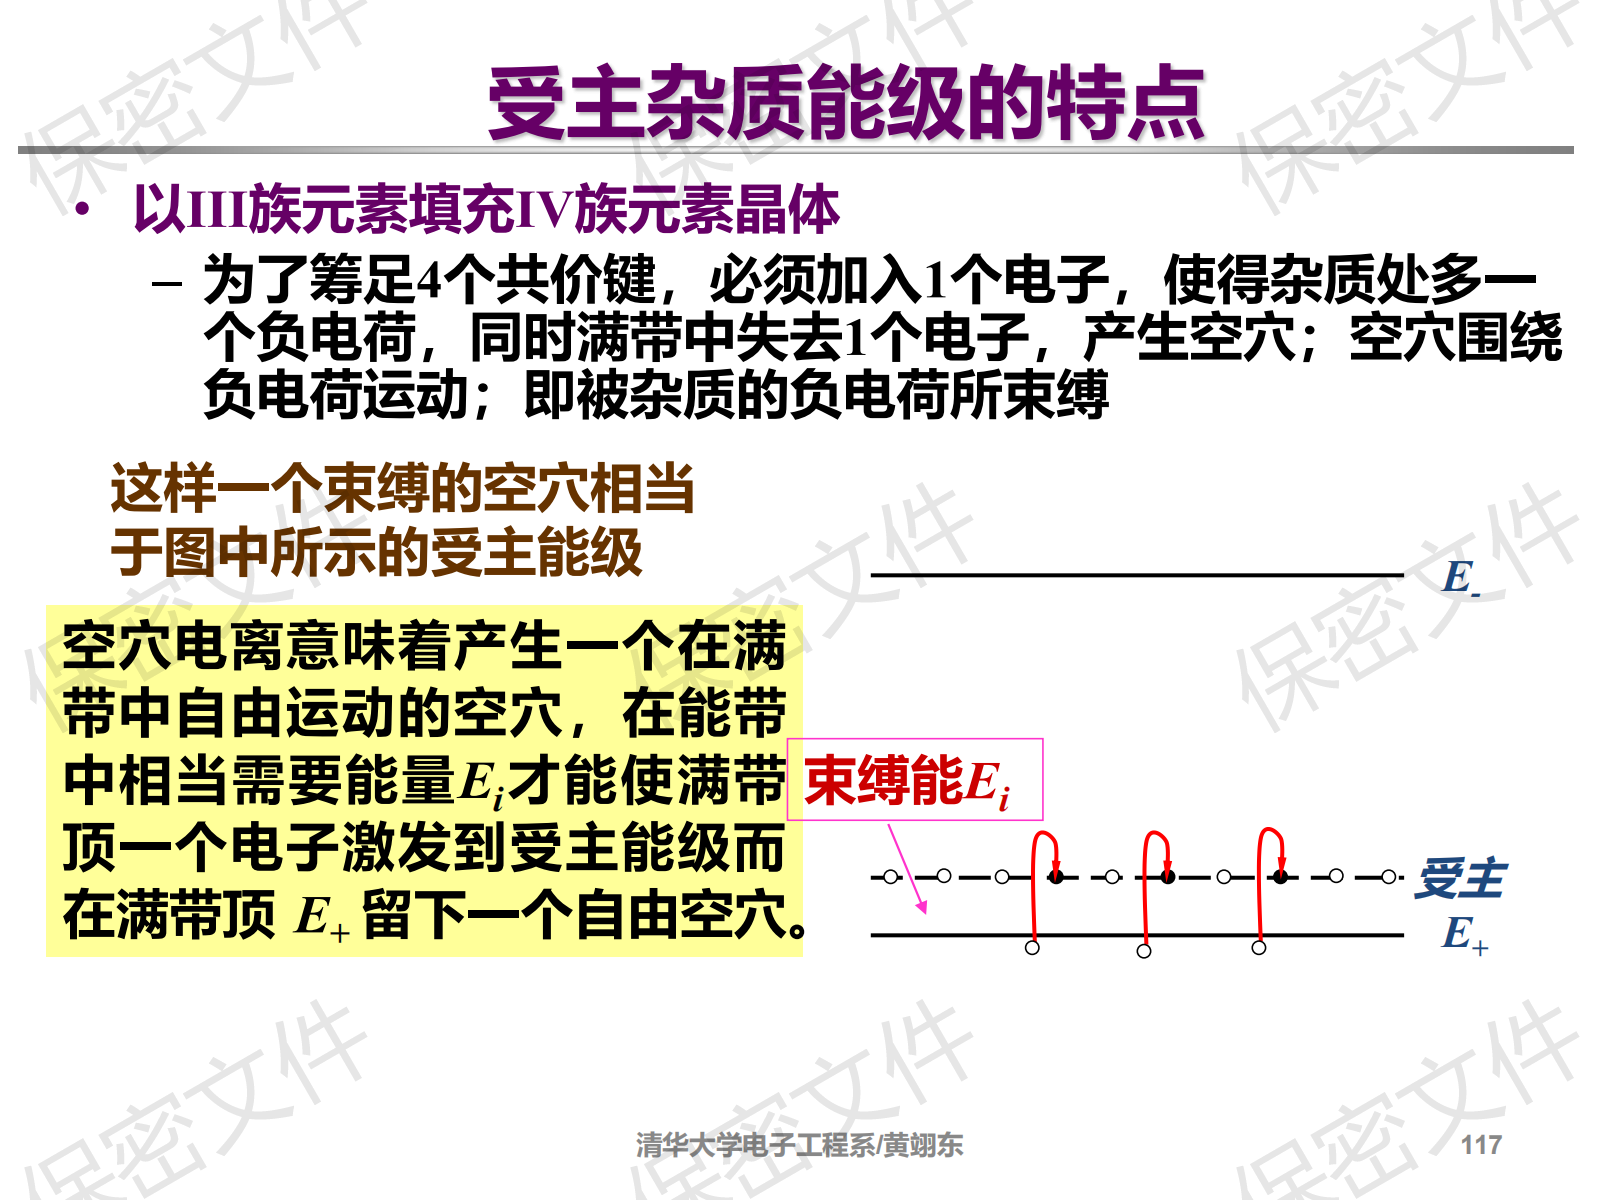 受主杂质能级的特点
• 以III族元素填充IV族元素晶体
– 为了筹足4个共价键，必须加入1个电子，使得杂质处多一
个负电荷，同时满带中失去1个电子，产生空穴；空穴围绕
负电荷运动；即被杂质的负电荷所束缚
这样一个束缚的空穴相当
于图中所示的受主能级
E-
空穴电离意味着产生一个在满
带中自由运动的空穴，在能带
中相当需要能量Ei才能使满带
顶一个电子激发到受主能级而
在满带顶 E+ 留下一个自由空穴。
束缚能Ei
受主
E+
清华大学电子工程系/黄翊东
117
保密文件
保密文件
保密文件
保密文件
保密文件
保密文件
保密文件
保密文件
保密文件